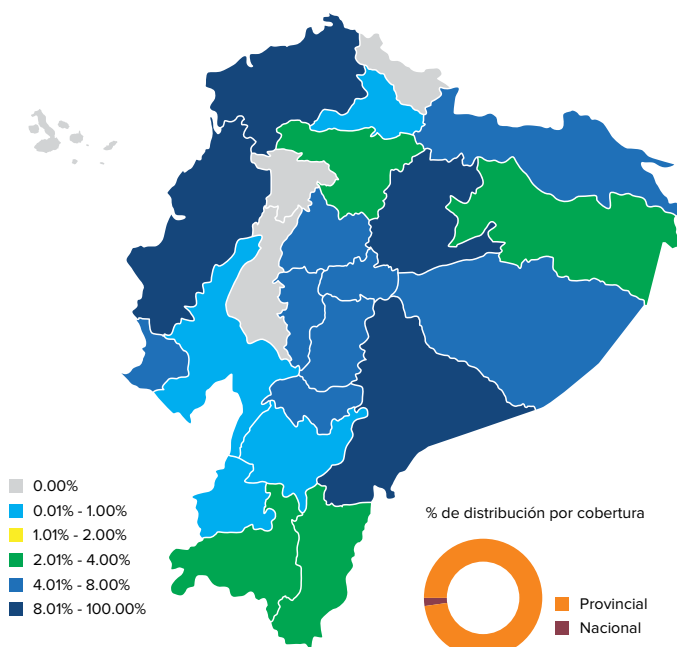 0.00%
0.01% - 1.00%
1.01% - 2.00%
2.01% - 4.00%
4.01% - 8.00%
8.01% - 100.00%
% de distribución por cobertura
Provincial
Nacional